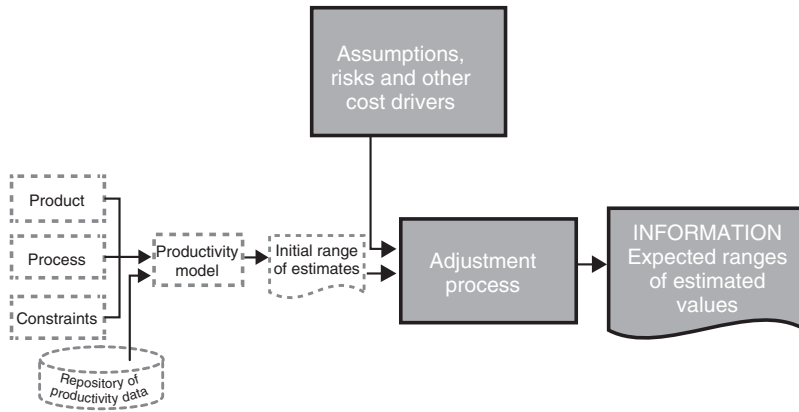 Assumptions,
risks and other
cost drivers
Product
Process
Constraints
Repository of
productivity data
Productivity
model
Initial range
of estimates
Adjustment
process
INFORMATION
Expected ranges
of estimated
values